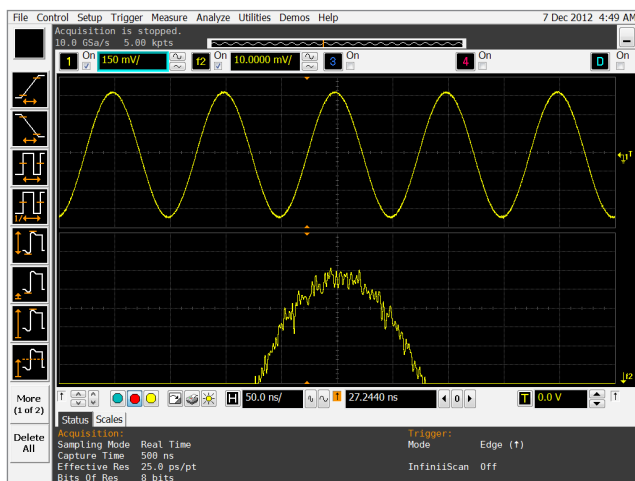 File Control Setup Trigger Measure Analyze Utilities Demos Help 7 Dec 2012 4:49 AM
Acquisition is stopped.
10.0 GSa/s 5.00 kpts
1 On 150 mV/ f2 On 10.0000 mV/ 3 On 4 On D On
1T
1/
f2
More
(1 of 2)
Delete
All
H 50.0 ns/ 27.2440 ns 0 T 0.0 V
Status Scales
Acquisition: Trigger:
Sampling Mode Real Time Mode Edge (↑)
Capture Time 500 ns
Effective Res 25.0 ps/pt InfiniiScan Off
Bits Of Res 8 bits